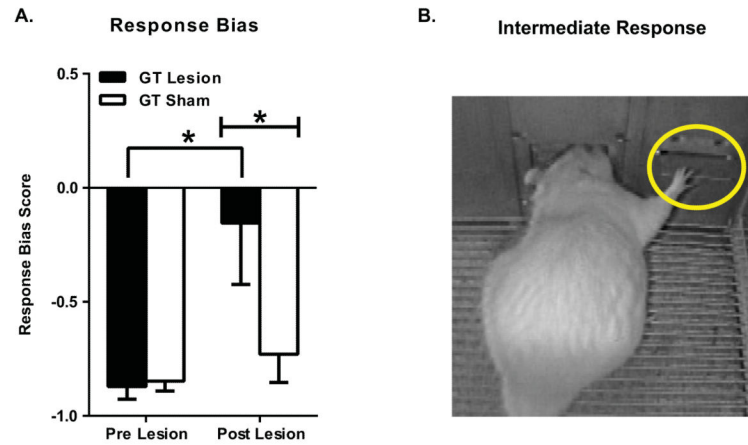 A.
Response Bias
GT Lesion
GT Sham
*
*
0.5
0.0
-0.5
-1.0
Response Bias Score
Pre Lesion Post Lesion
B.
Intermediate Response